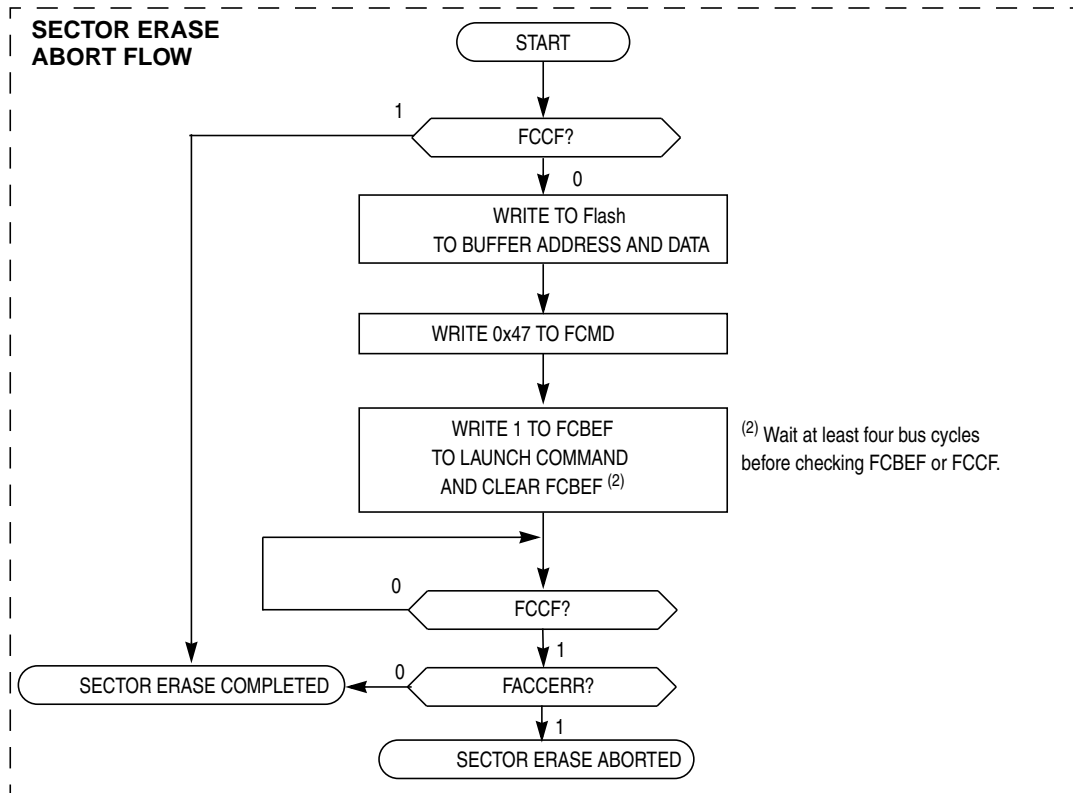 SECTOR ERASE
ABORT FLOW
START
1
FCCF?
0
WRITE TO Flash
TO BUFFER ADDRESS AND DATA
WRITE 0x47 TO FCMD
WRITE 1 TO FCBEF
TO LAUNCH COMMAND
AND CLEAR FCBEF (2)
(2) Wait at least four bus cycles
before checking FCBEF or FCCF.
0
FCCF?
1
SECTOR ERASE COMPLETED
0
FACCERR?
1
SECTOR ERASE ABORTED